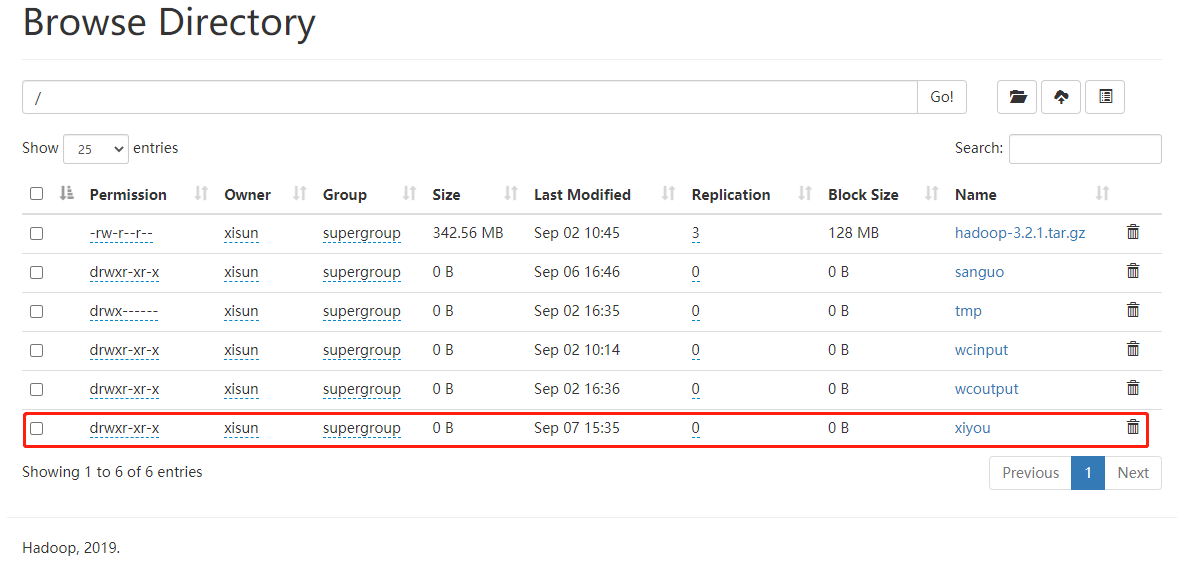 Browse Directory
/ Go!
Show 25 entries Search:
Permission Owner Group Size Last Modified Replication Block Size Name
-rw-r--r-- xisun supergroup 342.56 MB Sep 02 10:45 3 128 MB hadoop-3.2.1.tar.gz
drwxr-xr-x xisun supergroup 0 B Sep 06 16:46 0 0 B sanguo
drwx------ xisun supergroup 0 B Sep 02 16:35 0 0 B tmp
drwxr-xr-x xisun supergroup 0 B Sep 02 10:14 0 0 B wcinput
drwxr-xr-x xisun supergroup 0 B Sep 02 16:36 0 0 B wcoutput
drwxr-xr-x xisun supergroup 0 B Sep 07 15:35 0 0 B xiyou
Showing 1 to 6 of 6 entries Previous 1 Next
Hadoop, 2019.